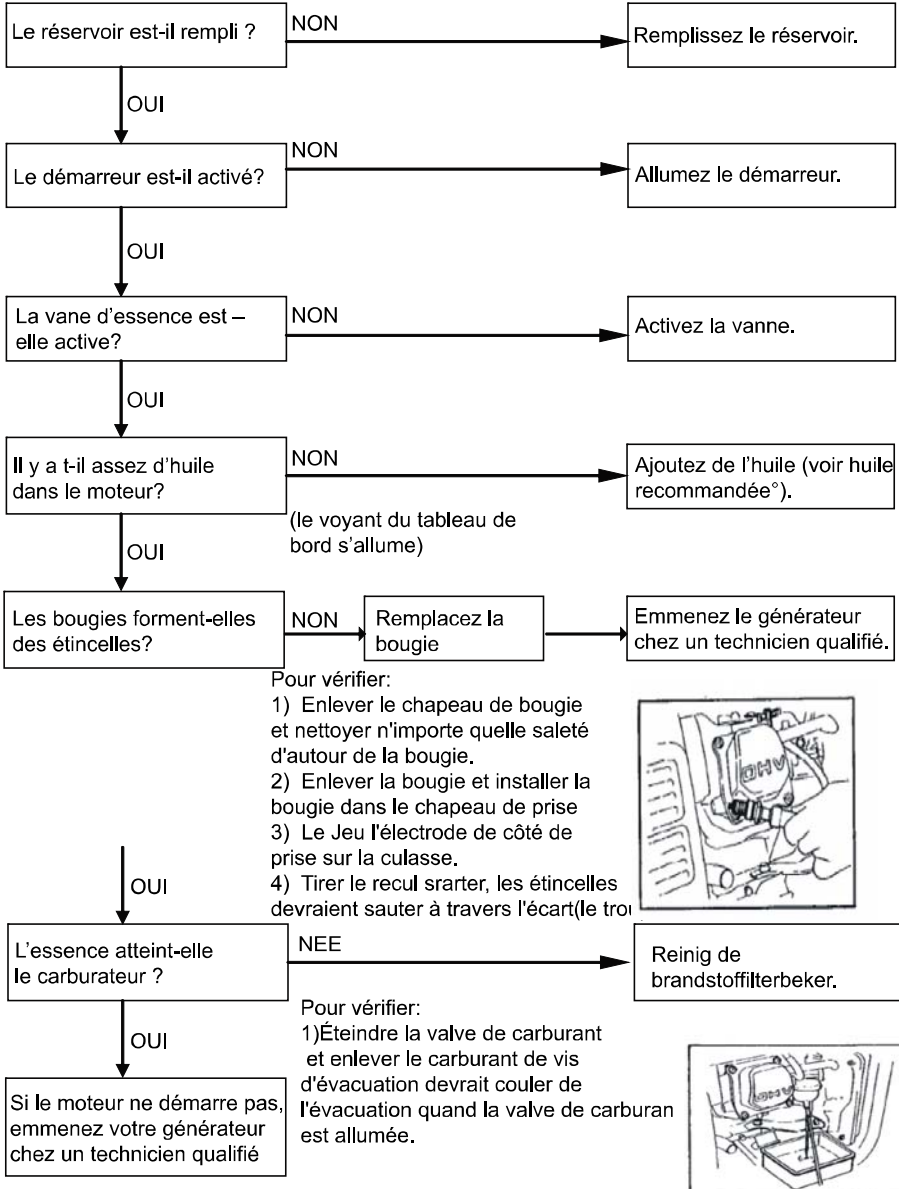 Le réservoir est-il rempli ?
NON
Remplissez le réservoir.
OUI
Le démarreur est-il activé?
NON
Allumez le démarreur.
OUI
La vane d'essence est –
elle active?
NON
Activez la vanne.
OUI
Il y a t-il assez d'huile
dans le moteur?
NON
(le voyant du tableau de
bord s'allume)
Ajoutez de l'huile (voir huile
recommandée°).
OUI
Les bougies forment-elles
des étincelles?
NON
Remplacez la
bougie
Emmenez le générateur
chez un technicien qualifié.
Pour vérifier:
1) Enlever le chapeau de bougie
et nettoyer n'importe quelle saleté
d'autour de la bougie.
2) Enlever la bougie et installer la
bougie dans le chapeau de prise
3) Le Jeu l'électrode de côté de
prise sur la culasse.
4) Tirer le recul srarter, les étincelles
devraient sauter à travers l'écart(le trou
OHV
OUI
L'essence atteint-elle
le carburateur ?
NEE
Reinig de
brandstoffilterbeker.
Pour vérifier:
1)Éteindre la valve de carburant
et enlever le carburant de vis
d'évacuation devrait couler de
l'évacuation quand la valve de carburan
est allumée.
OHV
OUI
Si le moteur ne démarre pas,
emmenez votre générateur
chez un technicien qualifié